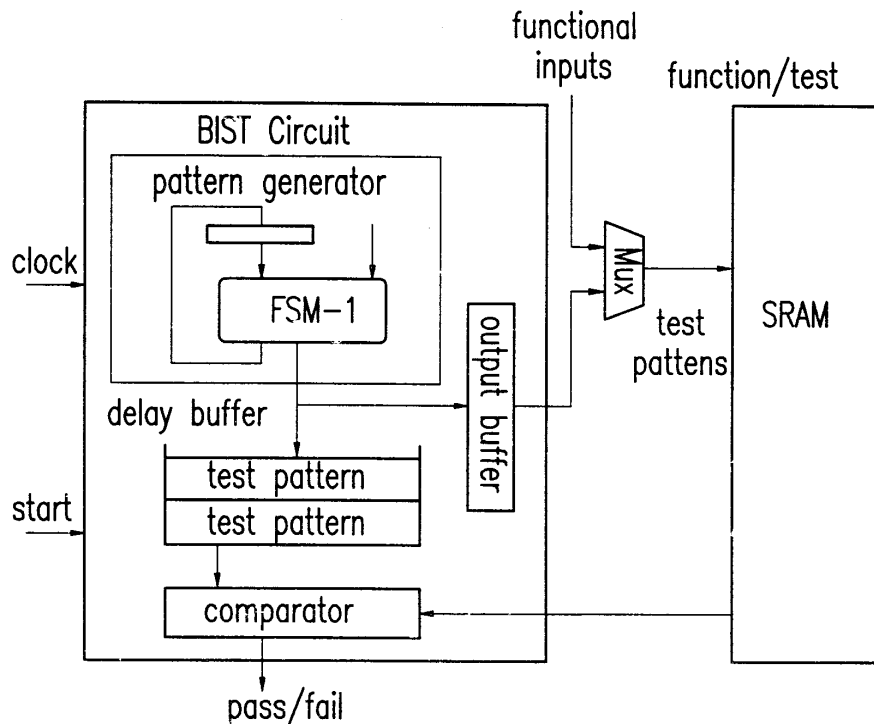 functional
inputs
function/test
BIST Circuit
pattern generator
clock
FSM-1
Mux
SRAM
output buffer
test
pattens
delay buffer
test pattern
test pattern
start
comparator
pass/fail